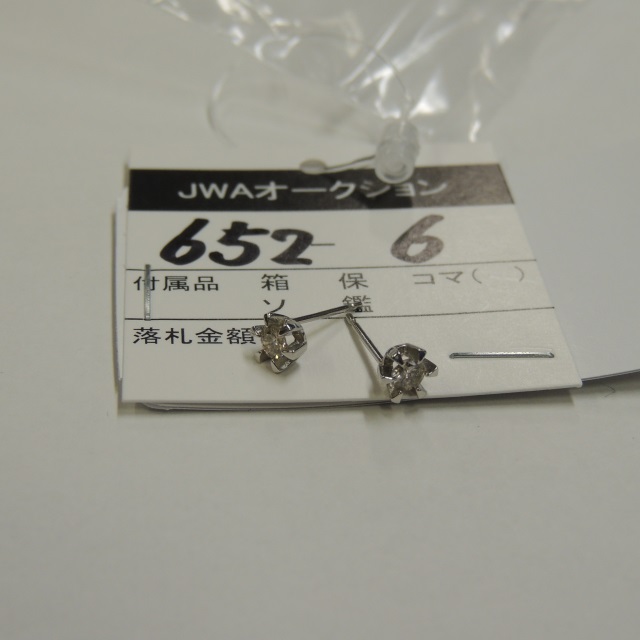 JWAオークション
652- 6
付属品 箱 保 コマ( )
ソ 鑑
落札金額